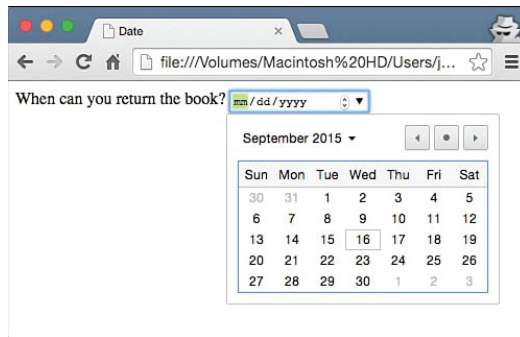 Date
file:///Volumes/Macintosh%20HD/Users/j...
When can you return the book? mm/dd/yyyy
September 2015
Sun Mon Tue Wed Thu Fri Sat
30 31 1 2 3 4 5
6 7 8 9 10 11 12
13 14 15 16 17 18 19
20 21 22 23 24 25 26
27 28 29 30 1 2 3